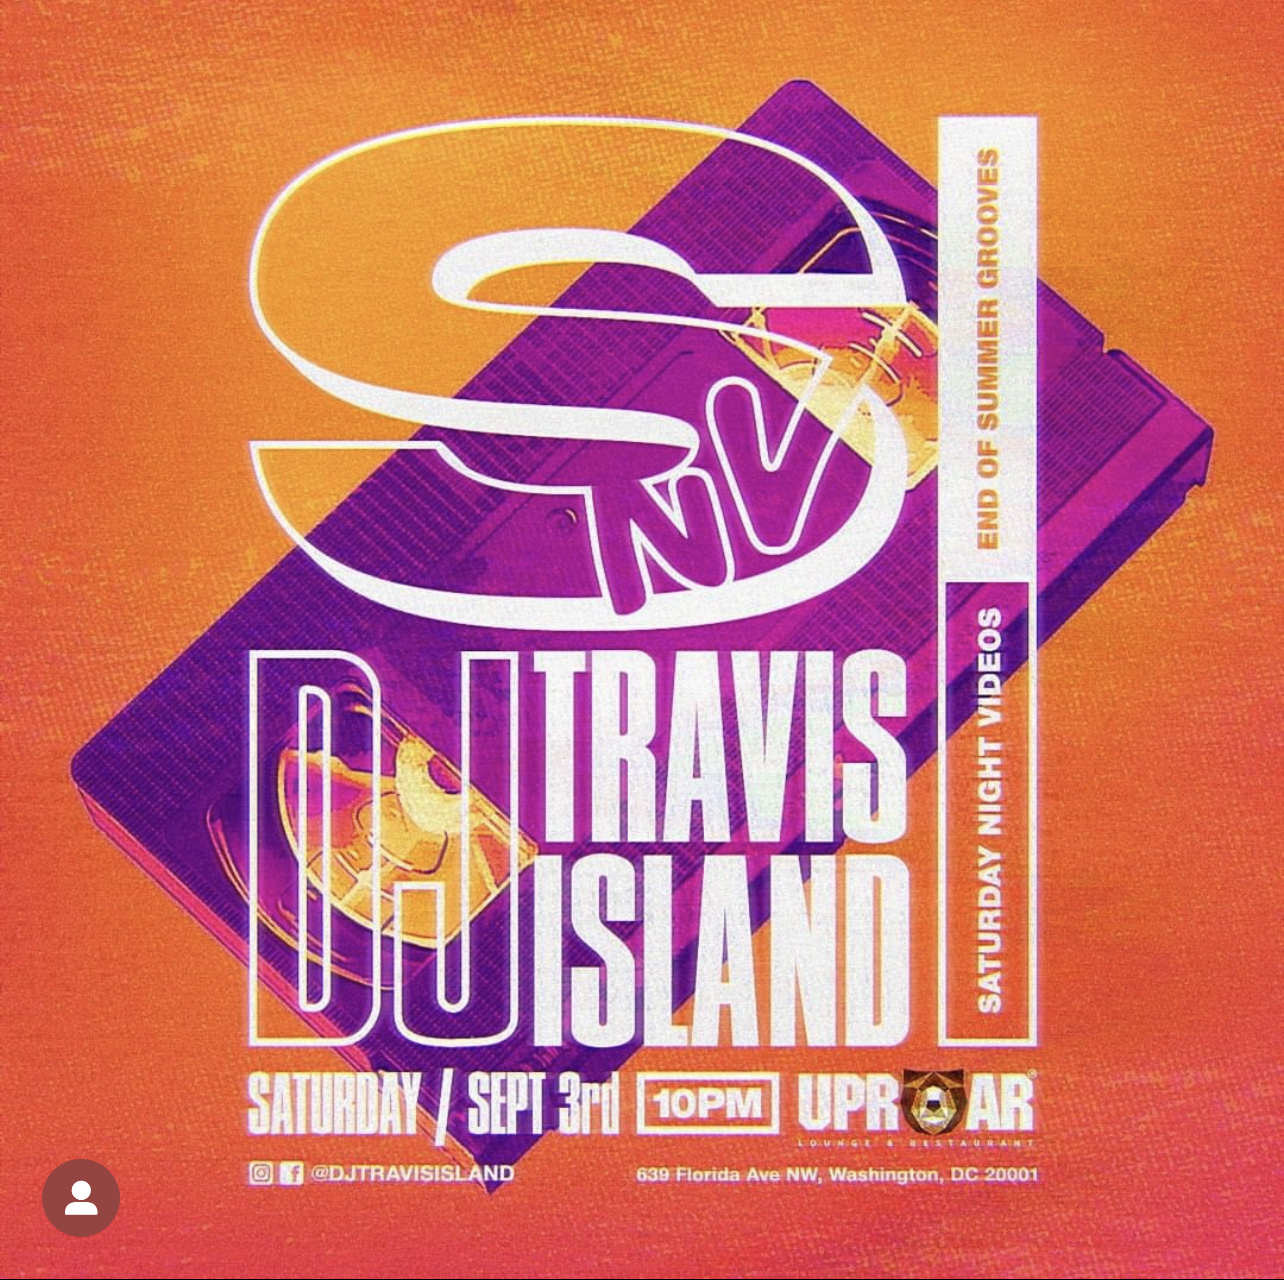 S
TNV
END OF SUMMER GROOVES
SATURDAY NIGHT VIDEOS
DJ
TRAVIS
ISLAND
SATURDAY / SEPT 3rd
10PM
UPROAR®
LOUNGE & RESTAURANT
@DJTRAVISISLAND
639 Florida Ave NW, Washington, DC 20001